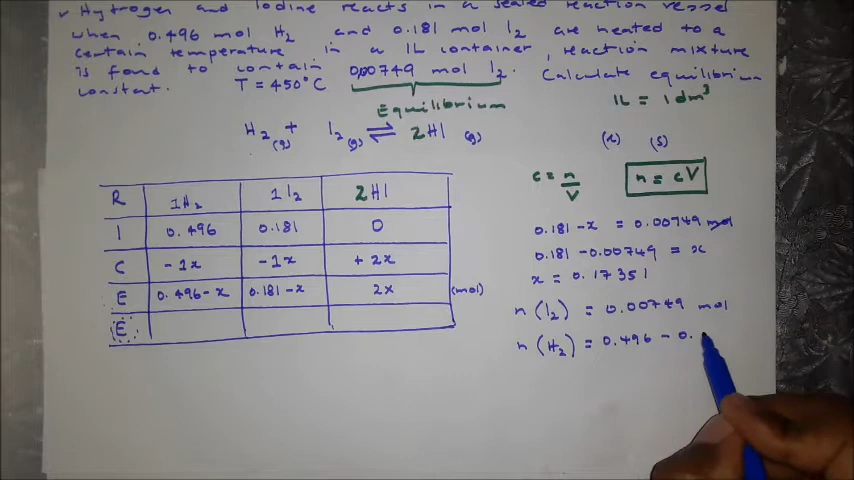 ✓ Hydrogen and Iodine reacts in a sealed reaction vessel
when 0.496 mol H₂ and 0.181 mol I₂ are heated to a
certain temperature in a 1L container, reaction mixture
is found to contain 0.00749 mol I₂. Calculate equilibrium
constant. T = 450°C
Equilibrium
1L = 1 dm³
H₂(g) + I₂(g) ⇌ 2HI (g)
(r) (s)
c = n/V
n = cV
R 1H₂ 1I₂ 2HI
I 0.496 0.181 0
C -1x -1x +2x
E 0.496-x 0.181-x 2x (mol)
E
0.181-x = 0.00749 mol
0.181-0.00749 = x
x = 0.17351
n (I₂) = 0.00749 mol
n (H₂) = 0.496 - 0.